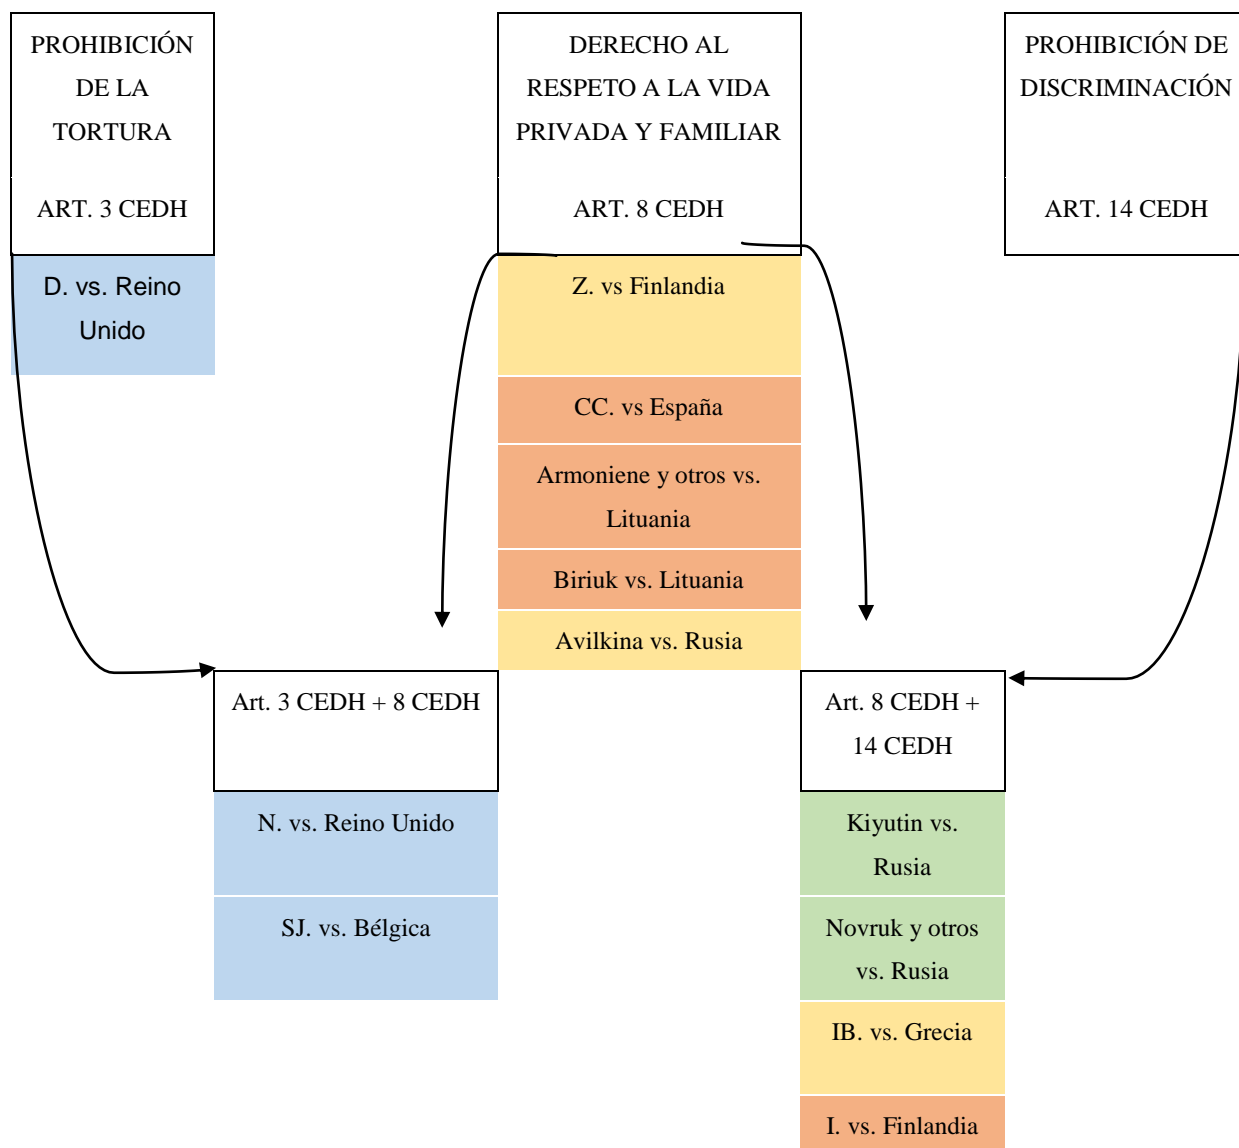 PROHIBICIÓN
DE LA
TORTURA
ART. 3 CEDH
D. vs. Reino
Unido
DERECHO AL
RESPETO A LA VIDA
PRIVADA Y FAMILIAR
ART. 8 CEDH
Z. vs Finlandia
CC. vs España
Armoniene y otros vs.
Lituania
Biriuk vs. Lituania
Avilkina vs. Rusia
PROHIBICIÓN DE
DISCRIMINACIÓN
ART. 14 CEDH
Art. 3 CEDH + 8 CEDH
N. vs. Reino Unido
SJ. vs. Bélgica
Art. 8 CEDH +
14 CEDH
Kiyutin vs.
Rusia
Novruk y otros
vs. Rusia
IB. vs. Grecia
I. vs. Finlandia